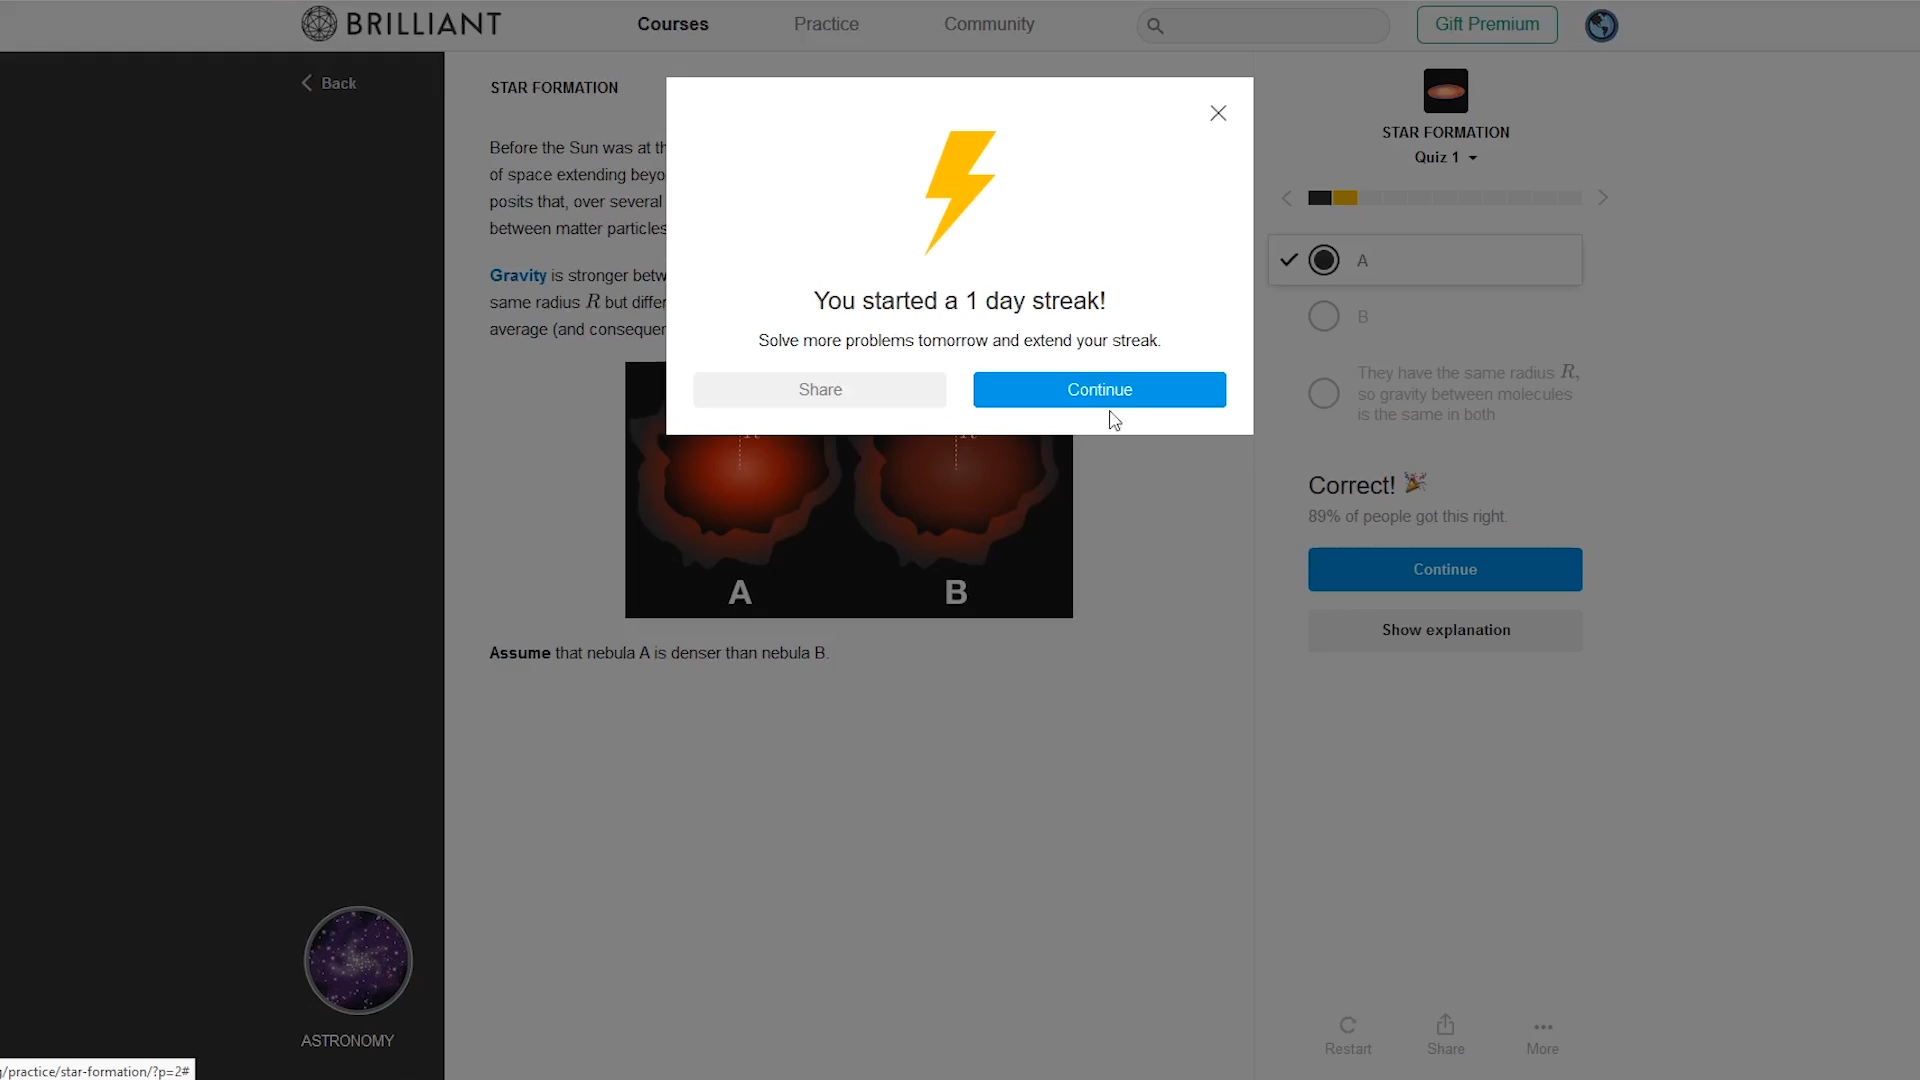 BRILLIANT
Courses
Practice
Community
Gift Premium
Back
STAR FORMATION
Before the Sun was at th
of space extending beyo
posits that, over several
between matter particles
Gravity is stronger betw
same radius R but differ
average (and consequer
A
B
Assume that nebula A is denser than nebula B.
You started a 1 day streak!
Solve more problems tomorrow and extend your streak.
Share
Continue
STAR FORMATION
Quiz 1
A
B
They have the same radius R,
so gravity between molecules
is the same in both
Correct!
89% of people got this right.
Continue
Show explanation
Restart
Share
More
ASTRONOMY
/practice/star-formation/?p=2#